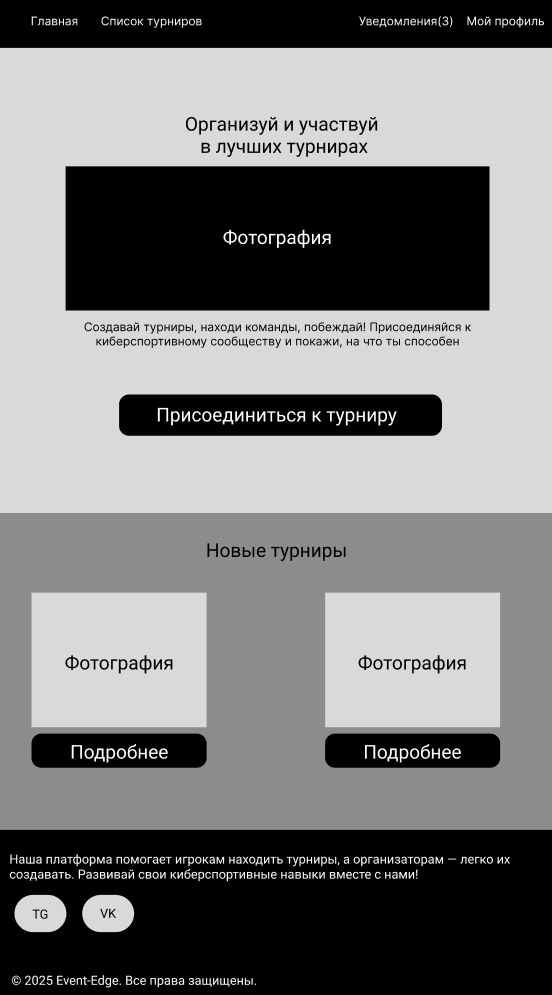 Главная Список турниров Уведомления(3) Мой профиль
Организуй и участвуй
в лучших турнирах
Фотография
Создавай турниры, находи команды, побеждай! Присоединяйся к
киберспортивному сообществу и покажи, на что ты способен
Присоединиться к турниру
Новые турниры
Фотография Фотография
Подробнее Подробнее
Наша платформа помогает игрокам находить турниры, а организаторам — легко их
создавать. Развивай свои киберспортивные навыки вместе с нами!
TG VK
© 2025 Event-Edge. Все права защищены.